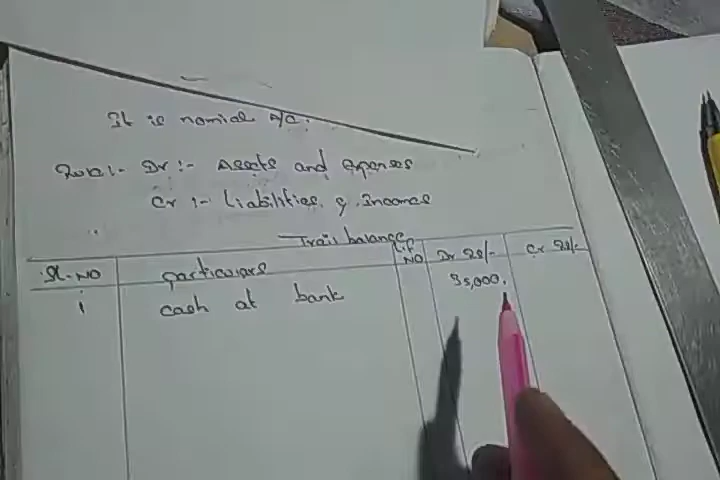 It is nominal A/C.
Rule:- Dr :- Assets and expenses
Cr :- Liabilities & Incomes
Trail balance
Sl. NO particulars L.F NO Dr Rs/- Cr Rs/-
1 cash at bank 35,000.